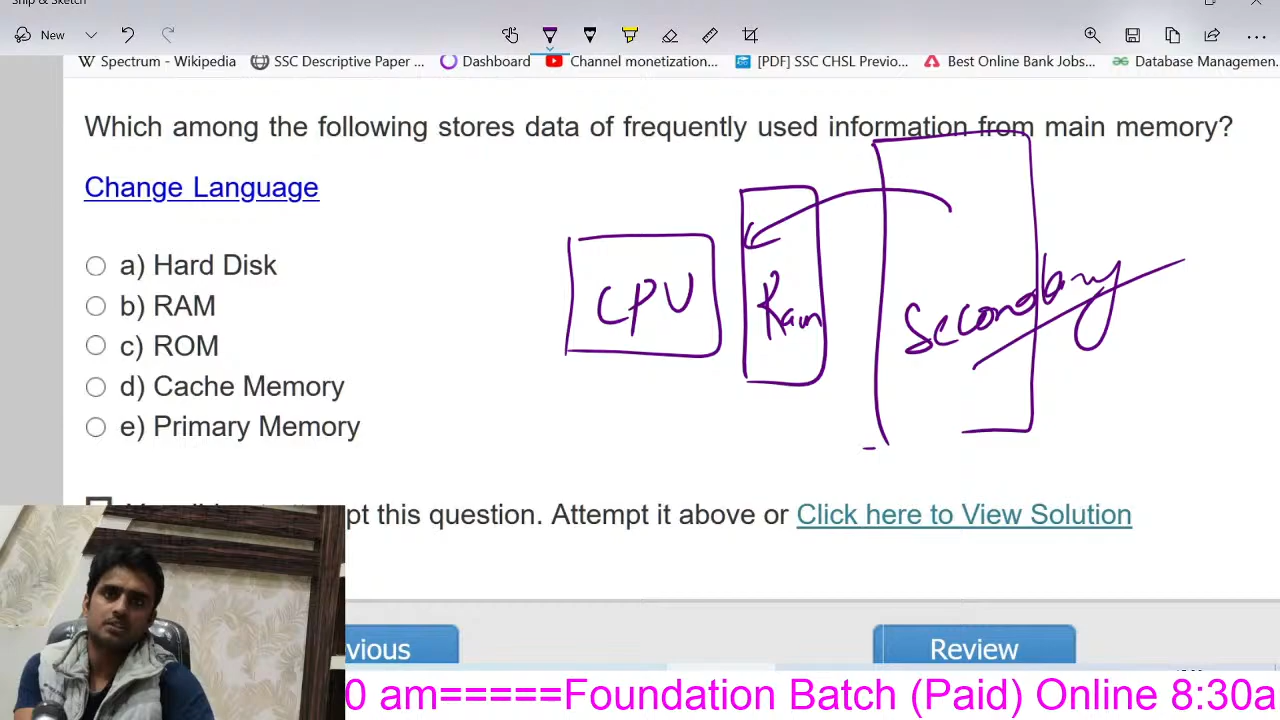 Snip & Sketch
New
Spectrum - Wikipedia SSC Descriptive Paper ... Dashboard Channel monetization... [PDF] SSC CHSL Previo... Best Online Bank Jobs... Database Managemen.
Which among the following stores data of frequently used information from main memory?
Change Language
a) Hard Disk
b) RAM
c) ROM
d) Cache Memory
e) Primary Memory
CPU
Ram
Secondary
pt this question. Attempt it above or Click here to View Solution
vious
Review
0 am=====Foundation Batch (Paid) Online 8:30a